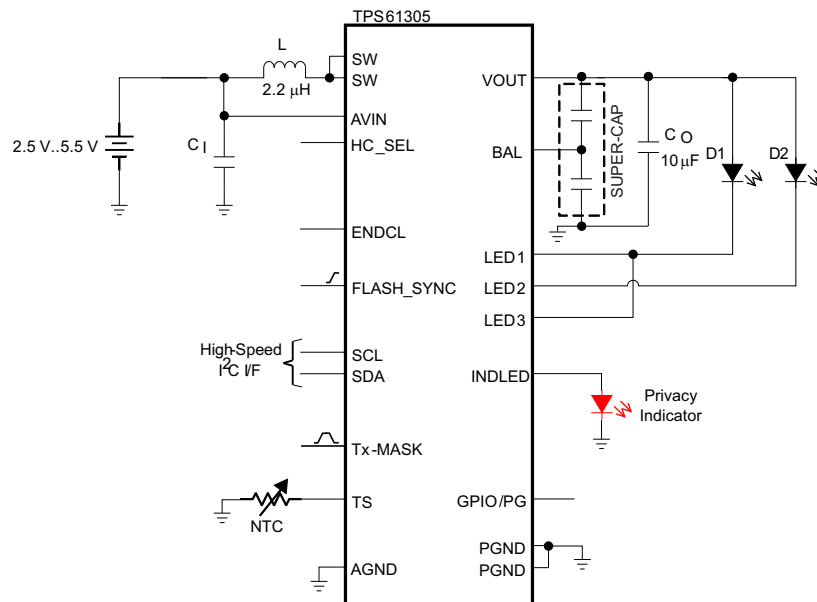 TPS61305
L
2.2 μH
SW
SW
AVIN
HC_SEL
2.5 V..5.5 V
C I
ENDCL
FLASH_SYNC
High-Speed
I2C I/F
SCL
SDA
Tx-MASK
TS
NTC
AGND
VOUT
BAL
SUPER-CAP
C O
10 μF
D1
D2
LED1
LED2
LED3
INDLED
Privacy
Indicator
GPIO/PG
PGND
PGND